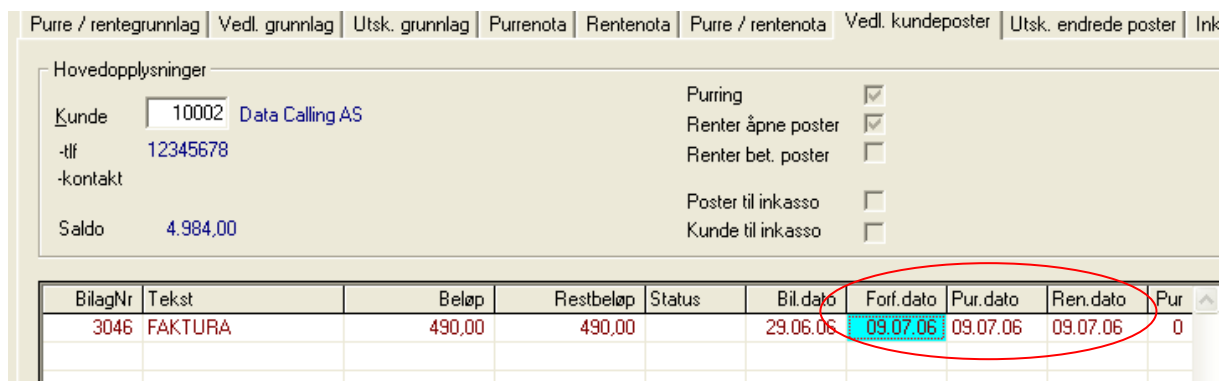 Purre / rentegrunnlag Vedl. grunnlag Utsk. grunnlag Purrenota Rentenota Purre / rentenota Vedl. kundeposter Utsk. endrede poster Ink
Hovedopplysninger
Kunde 10002 Data Calling AS
-tlf 12345678
-kontakt
Saldo 4.984,00
Purring
Renter åpne poster
Renter bet. poster
Poster til inkasso
Kunde til inkasso
BilagNr Tekst Beløp Restbeløp Status Bil.dato Forf.dato Pur.dato Ren.dato Pur
3046 FAKTURA 490,00 490,00 29.06.06 09.07.06 09.07.06 09.07.06 0